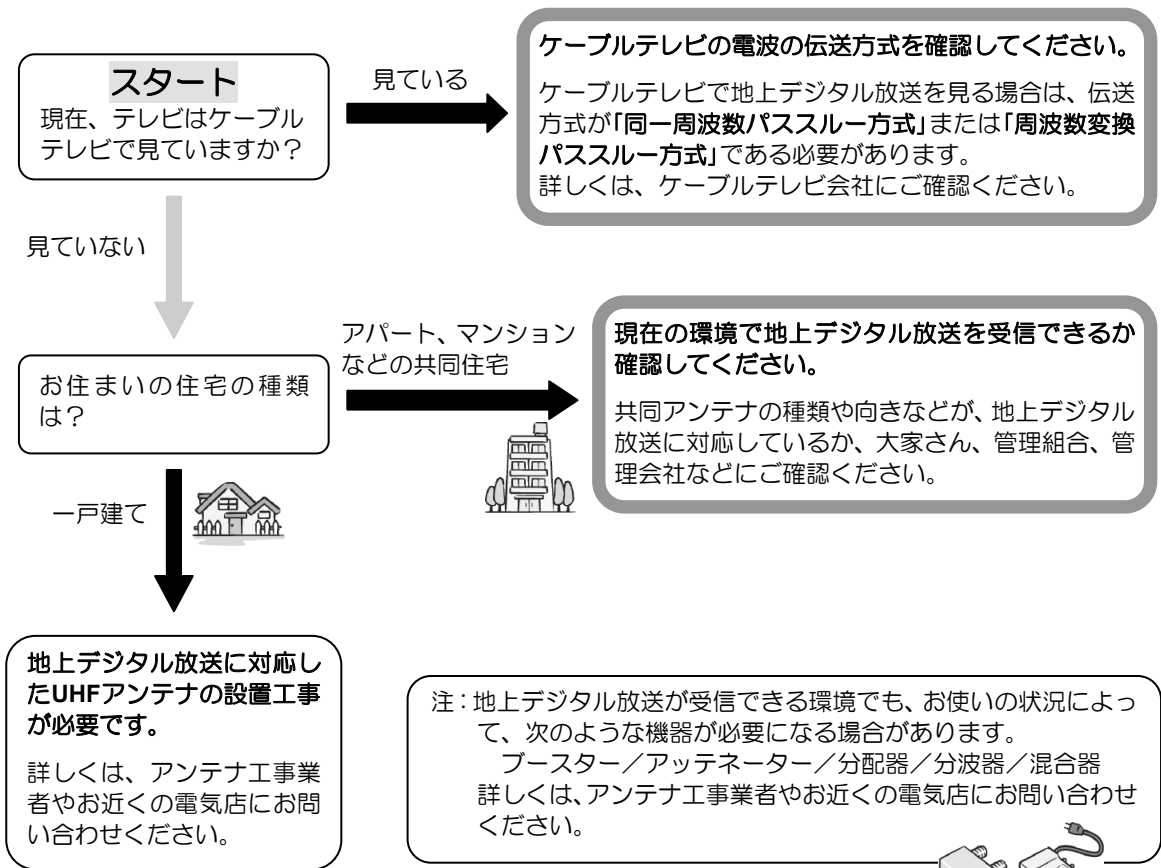 スタート
現在、テレビはケーブル
テレビで見ていますか？
見ている
ケーブルテレビの電波の伝送方式を確認してください。
ケーブルテレビで地上デジタル放送を見る場合は、伝送
方式が「同一周波数パススルー方式」または「周波数変換
パススルー方式」である必要があります。
詳しくは、ケーブルテレビ会社にご確認ください。
見ていない
お住まいの住宅の種類
は？
アパート、マンション
などの共同住宅
現在の環境で地上デジタル放送を受信できるか
確認してください。
共同アンテナの種類や向きなどが、地上デジタル
放送に対応しているか、大家さん、管理組合、管
理会社などにご確認ください。
一戸建て
地上デジタル放送に対応し
たUHFアンテナの設置工事
が必要です。
詳しくは、アンテナ工事業
者やお近くの電気店にお問
い合わせください。
注：地上デジタル放送が受信できる環境でも、お使いの状況によっ
て、次のような機器が必要になる場合があります。
ブースター／アッテネーター／分配器／分波器／混合器
詳しくは、アンテナ工事業者やお近くの電気店にお問い合わせ
ください。